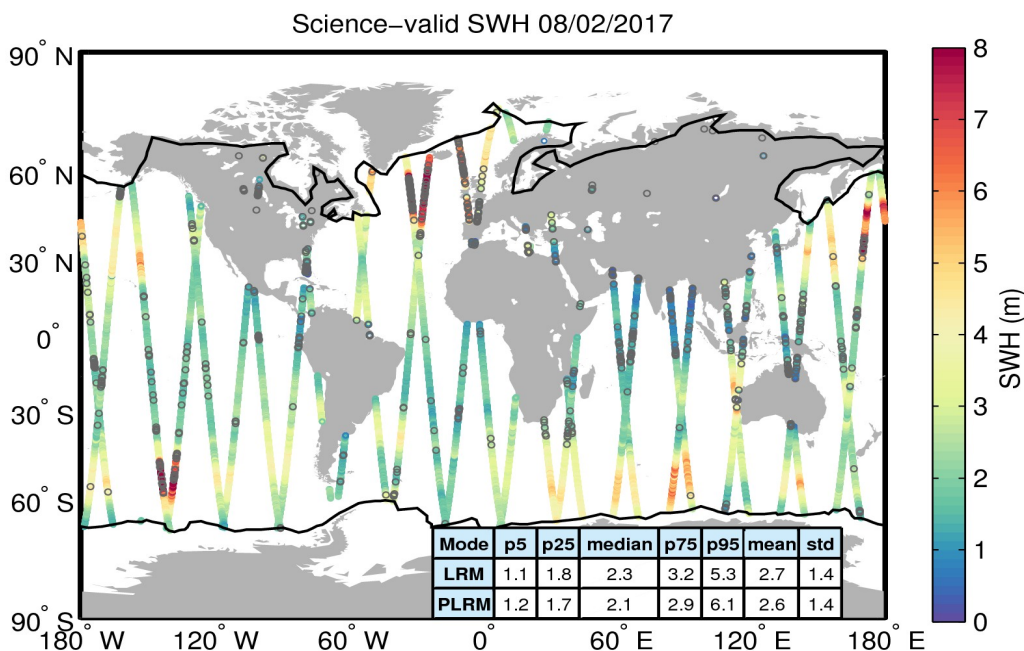 Science−valid SWH 08/02/2017
90° N
60° N
30° N
0°
30° S
60° S
90° S
180° W
120° W
60° W
0°
60° E
120° E
180° E
8
7
6
5
4
3
2
1
0
SWH (m)
Mode p5 p25 median p75 p95 mean std
LRM 1.1 1.8 2.3 3.2 5.3 2.7 1.4
PLRM 1.2 1.7 2.1 2.9 6.1 2.6 1.4